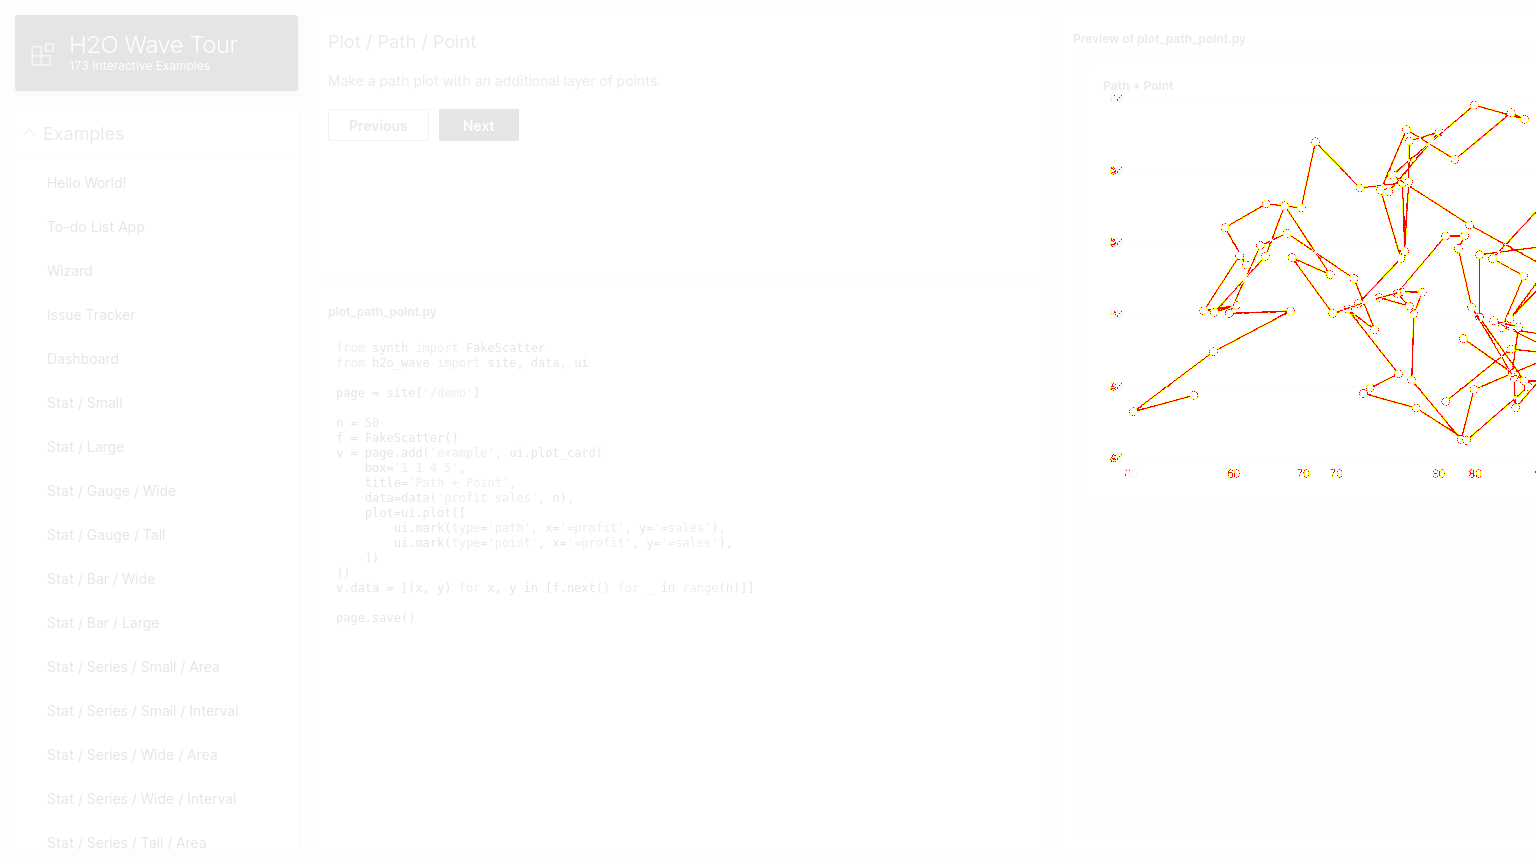 H2O Wave Tour
173 Interactive Examples
Examples
Hello World!
To-do List App
Wizard
Issue Tracker
Dashboard
Stat / Small
Stat / Large
Stat / Gauge / Wide
Stat / Gauge / Tall
Stat / Bar / Wide
Stat / Bar / Large
Stat / Series / Small / Area
Stat / Series / Small / Interval
Stat / Series / Wide / Area
Stat / Series / Wide / Interval
Stat / Series / Tall / Area
Plot / Path / Point
Make a path plot with an additional layer of points.
Previous
Next
plot_path_point.py
from synth import FakeScatter
from h2o_wave import site, data, ui
page = site['/demo']
n = 50
f = FakeScatter()
v = page.add('example', ui.plot_card(
    box='1 1 4 5',
    title='Path + Point',
    data=data('profit sales', n),
    plot=ui.plot([
        ui.mark(type='path', x='=profit', y='=sales'),
        ui.mark(type='point', x='=profit', y='=sales'),
    ])
))
v.data = [(x, y) for x, y in [f.next() for _ in range(n)]]
page.save()
Preview of plot_path_point.py
Path + Point
60 70 70 80 80